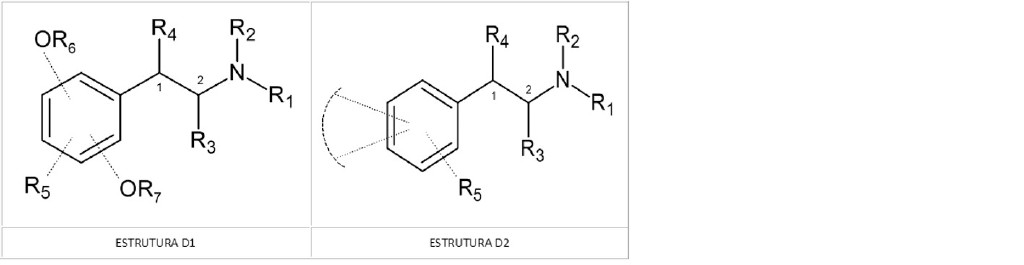 R4
R2
OR6
1
2
N
R1
R3
R5
OR7
ESTRUTURA D1
R4
R2
1
2
N
R1
R3
R5
ESTRUTURA D2